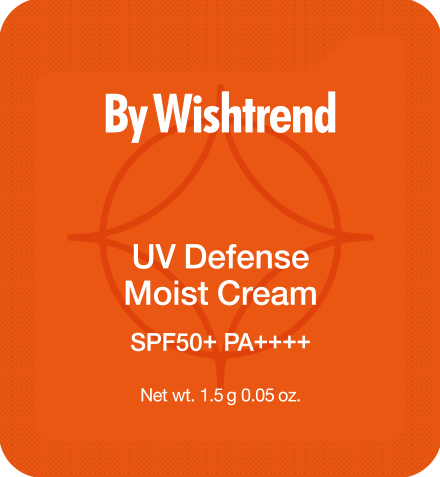 By Wishtrend
UV Defense
Moist Cream
SPF50+ PA++++
Net wt. 1.5 g 0.05 oz.